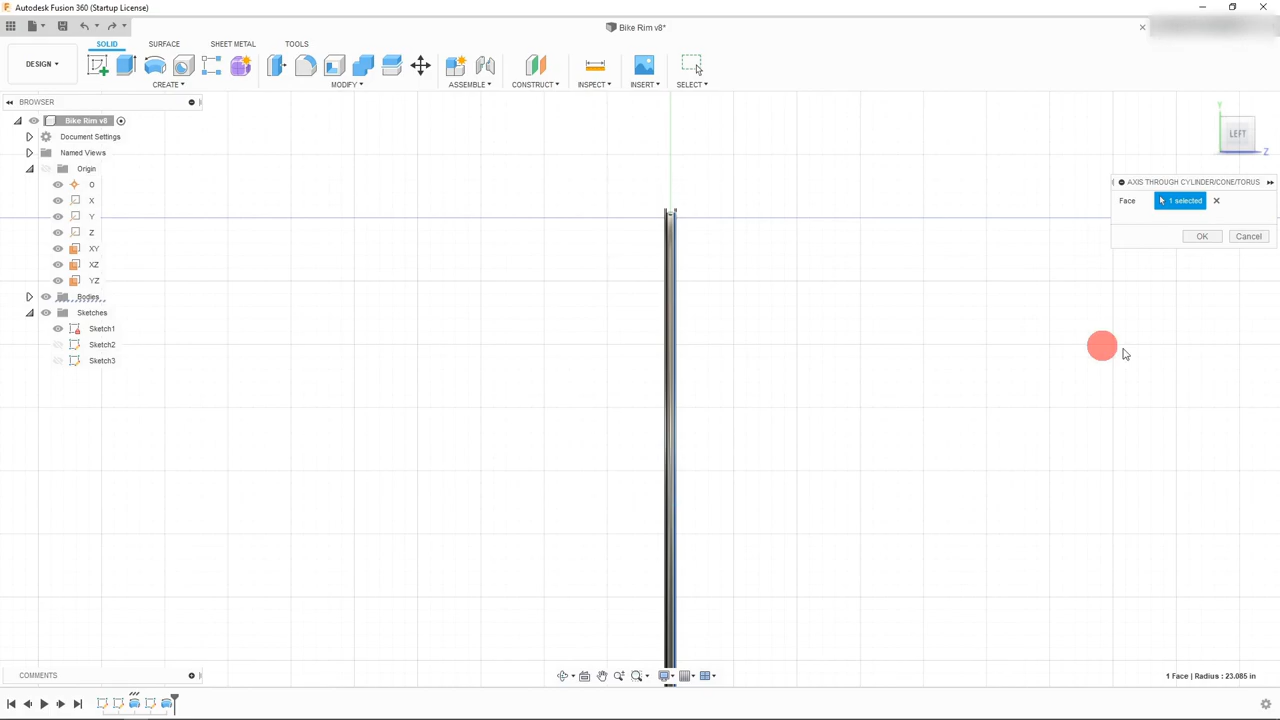 Autodesk Fusion 360 (Startup License)
Bike Rim v8*
SOLID SURFACE SHEET METAL TOOLS
DESIGN
CREATE MODIFY ASSEMBLE CONSTRUCT INSPECT INSERT SELECT
BROWSER
Bike Rim v8
Document Settings
Named Views
Origin
O
X
Y
Z
XY
XZ
YZ
Bodies
Sketches
Sketch1
Sketch2
Sketch3
Y
LEFT
Z
AXIS THROUGH CYLINDER/CONE/TORUS
Face 1 selected
OK Cancel
COMMENTS
1 Face | Radius : 23.085 in